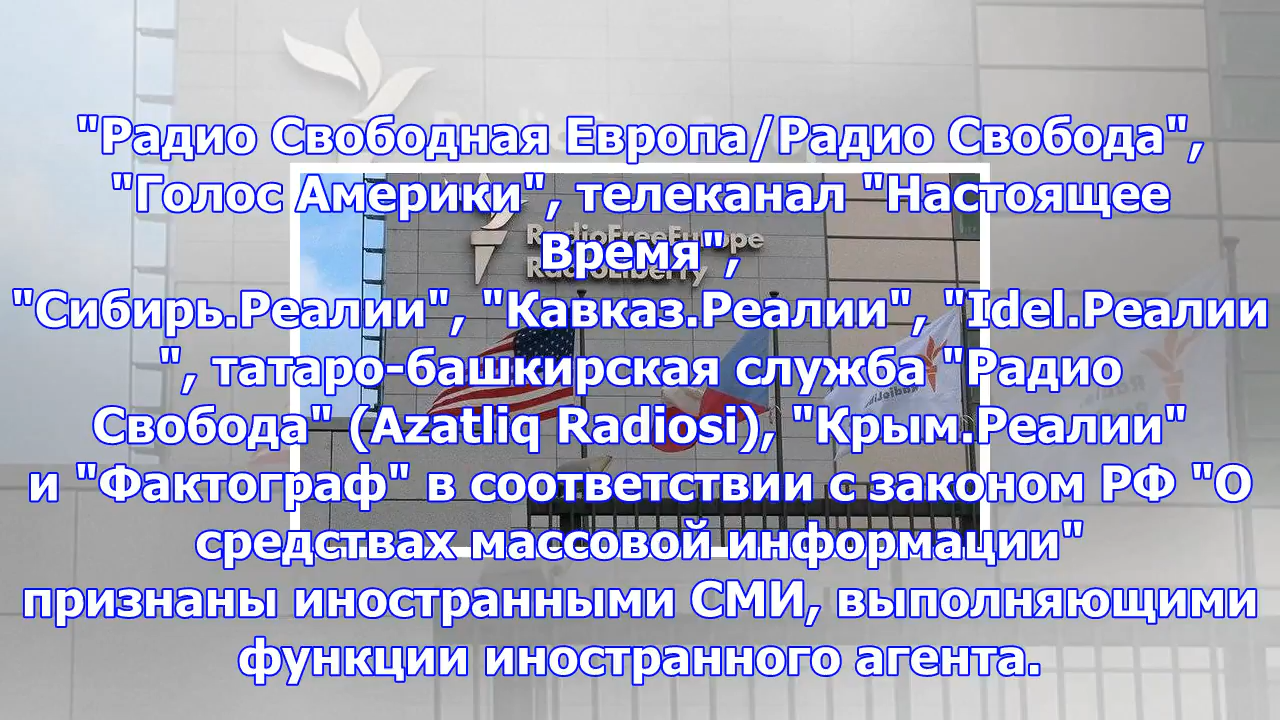 "Радио Свободная Европа/Радио Свобода",
"Голос Америки", телеканал "Настоящее
Время",
"Сибирь.Реалии", "Кавказ.Реалии", "Idel.Реалии
", татаро-башкирская служба "Радио
Свобода" (Azatliq Radiosi), "Крым.Реалии"
и "Фактограф" в соответствии с законом РФ "О
средствах массовой информации"
признаны иностранными СМИ, выполняющими
функции иностранного агента.
RadioFreeEurope
RadioLiberty